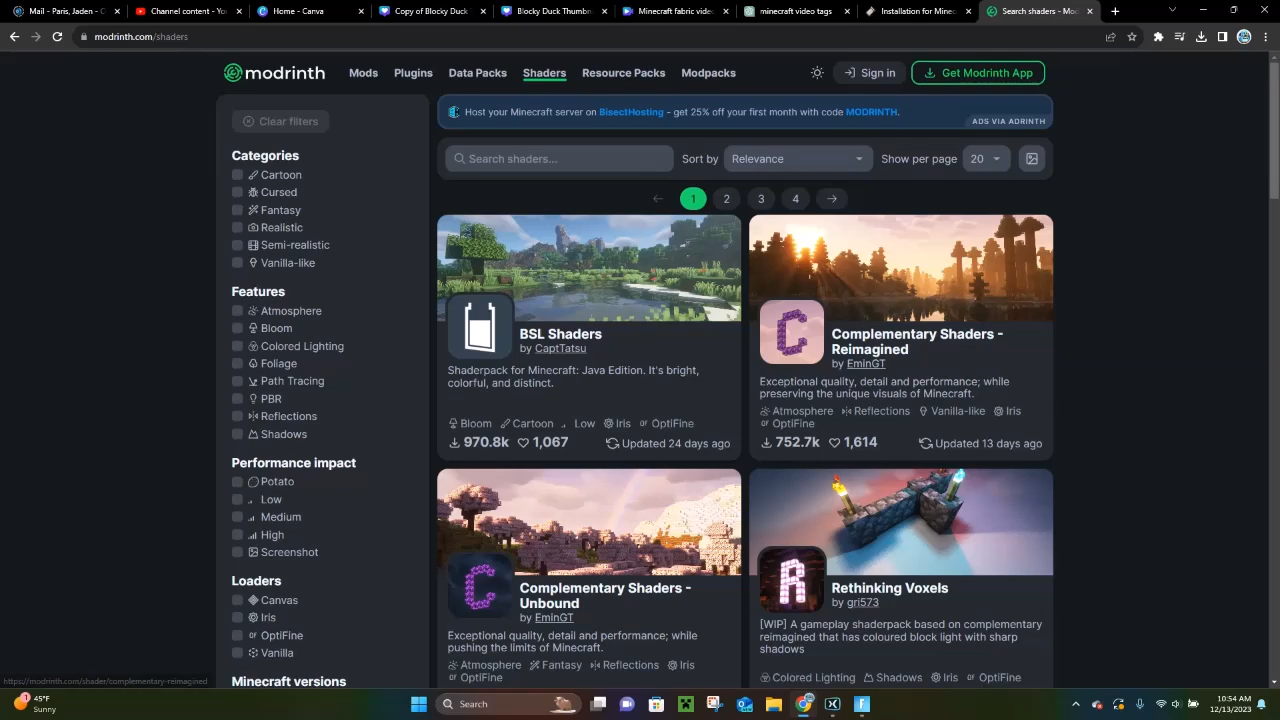 Mail - Paris, Jaden - O
Channel content - You
Home - Canva
Copy of Blocky Duck
Blocky Duck Thumbn
Minecraft fabric video
minecraft video tags
Installation for Minec
Search shaders - Mod
modrinth.com/shaders
modrinth
Mods
Plugins
Data Packs
Shaders
Resource Packs
Modpacks
Sign in
Get Modrinth App
Clear filters
Categories
Cartoon
Cursed
Fantasy
Realistic
Semi-realistic
Vanilla-like
Features
Atmosphere
Bloom
Colored Lighting
Foliage
Path Tracing
PBR
Reflections
Shadows
Performance impact
Potato
Low
Medium
High
Screenshot
Loaders
Canvas
Iris
OptiFine
Vanilla
Minecraft versions
Host your Minecraft server on BisectHosting - get 25% off your first month with code MODRINTH.
ADS VIA ADRINTH
Search shaders...
Sort by
Relevance
Show per page
20
1 2 3 4
BSL Shaders
by CaptTatsu
Shaderpack for Minecraft: Java Edition. It's bright,
colorful, and distinct.
Bloom Cartoon Low Iris OptiFine
970.8k 1,067 Updated 24 days ago
Complementary Shaders -
Reimagined
by EminGT
Exceptional quality, detail and performance; while
preserving the unique visuals of Minecraft.
Atmosphere Reflections Vanilla-like Iris
OptiFine
752.7k 1,614 Updated 13 days ago
Complementary Shaders -
Unbound
by EminGT
Exceptional quality, detail and performance; while
pushing the limits of Minecraft.
Atmosphere Fantasy Reflections Iris
OptiFine
Rethinking Voxels
by gri573
[WIP] A gameplay shaderpack based on complementary
reimagined that has coloured block light with sharp
shadows
Colored Lighting Shadows Iris OptiFine
https://modrinth.com/shader/complementary-reimagined
1
45°F
Sunny
Search
10:54 AM
12/13/2023